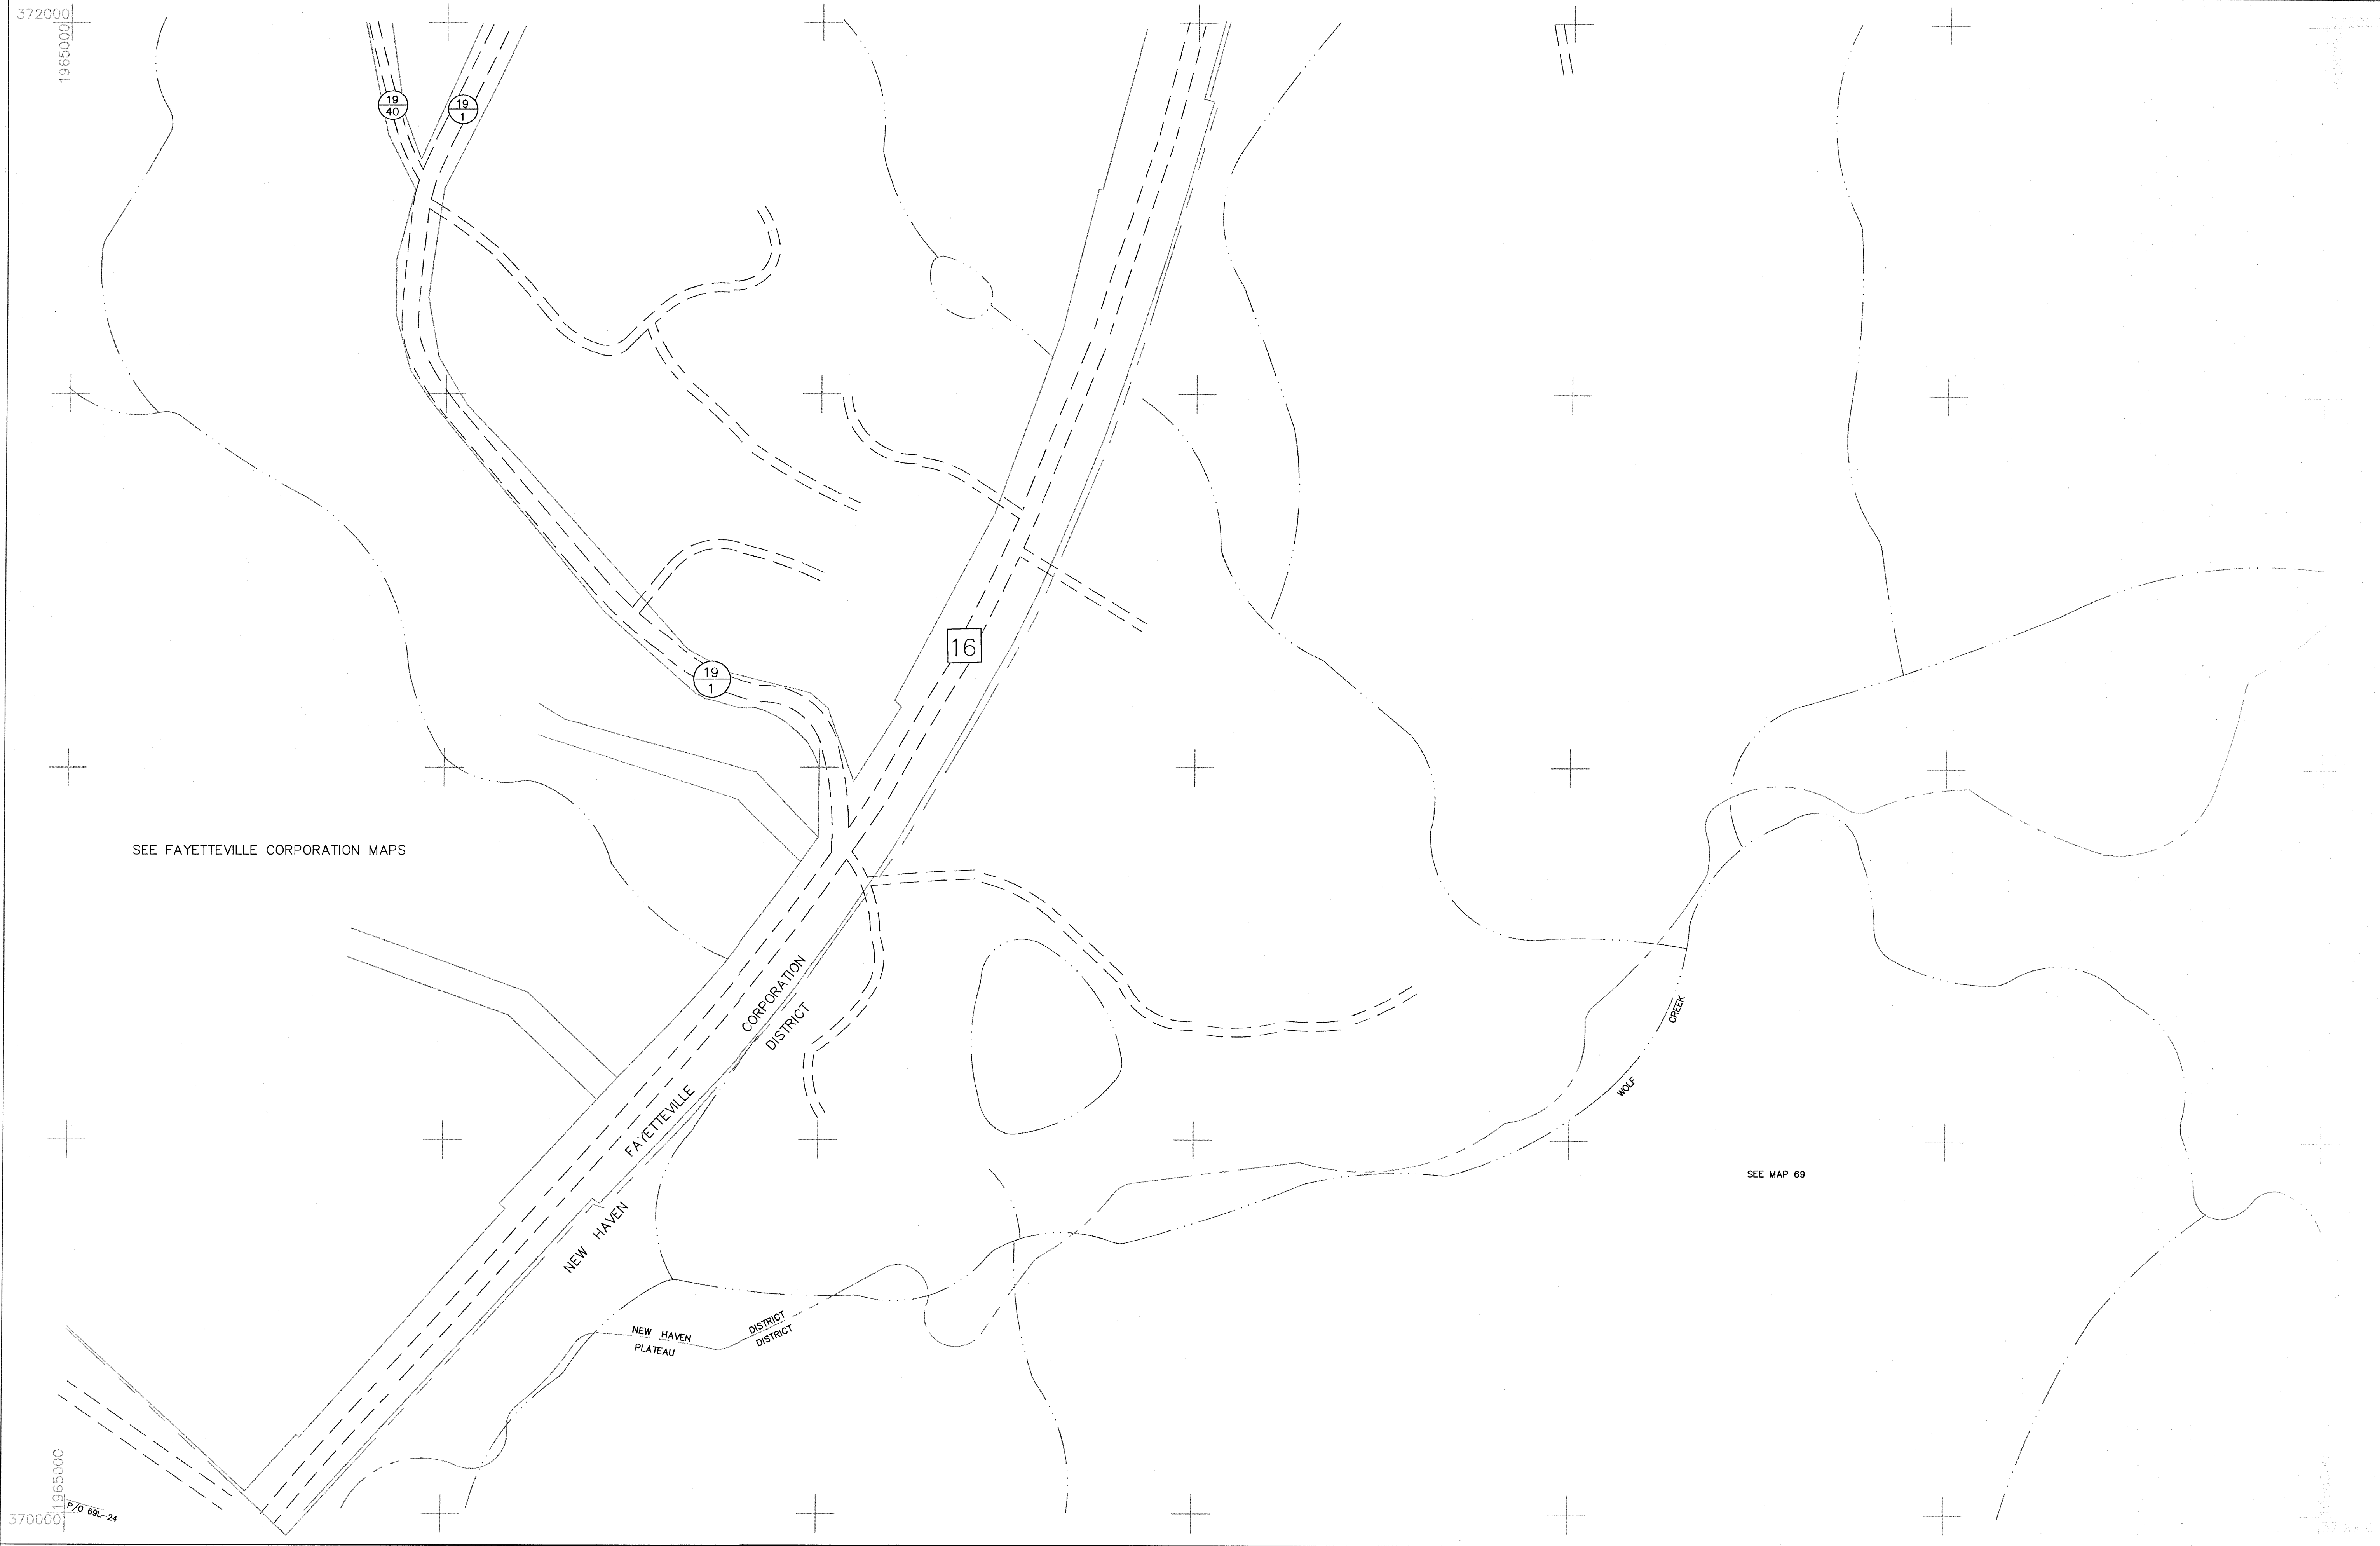 372000
1965000
19
40
19
1
16
19
1
SEE FAYETTEVILLE CORPORATION MAPS
FAYETTEVILLE CORPORATION
NEW HAVEN DISTRICT
CREEK
WOLF
SEE MAP 69
NEW HAVEN DISTRICT
PLATEAU DISTRICT
1965000
370000
P/O 69L-24